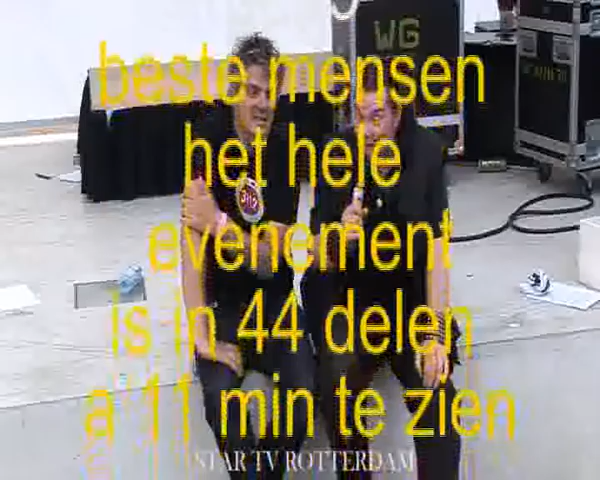 WG
beste mensen
het hele
evenement
is in 44 delen
a 11 min te zien
STAR TV ROTTERDAM